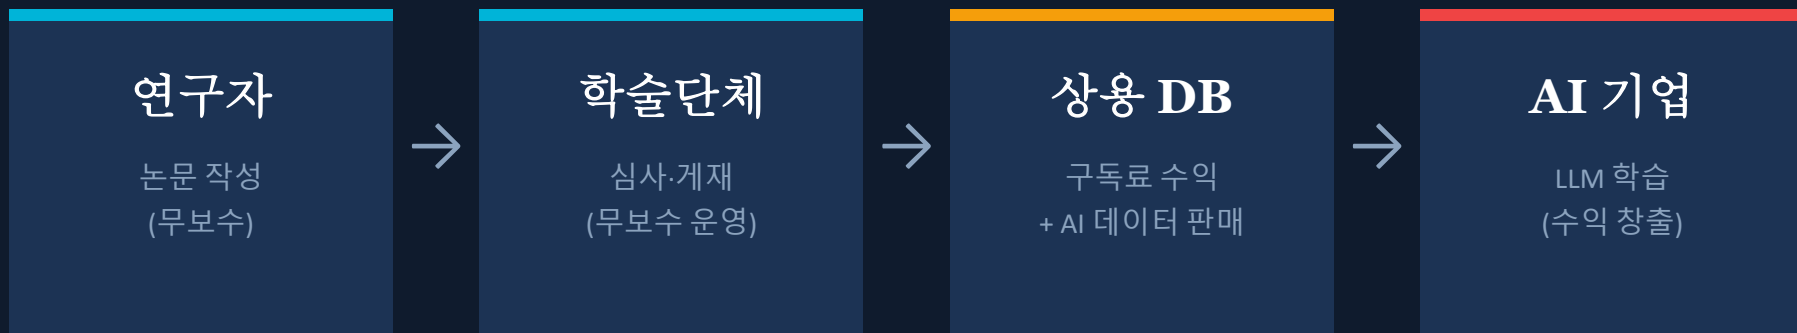 연구자
논문 작성
(무보수)
학술단체
심사·게재
(무보수 운영)
상용 DB
구독료 수익
+ AI 데이터 판매
AI 기업
LLM 학습
(수익 창출)